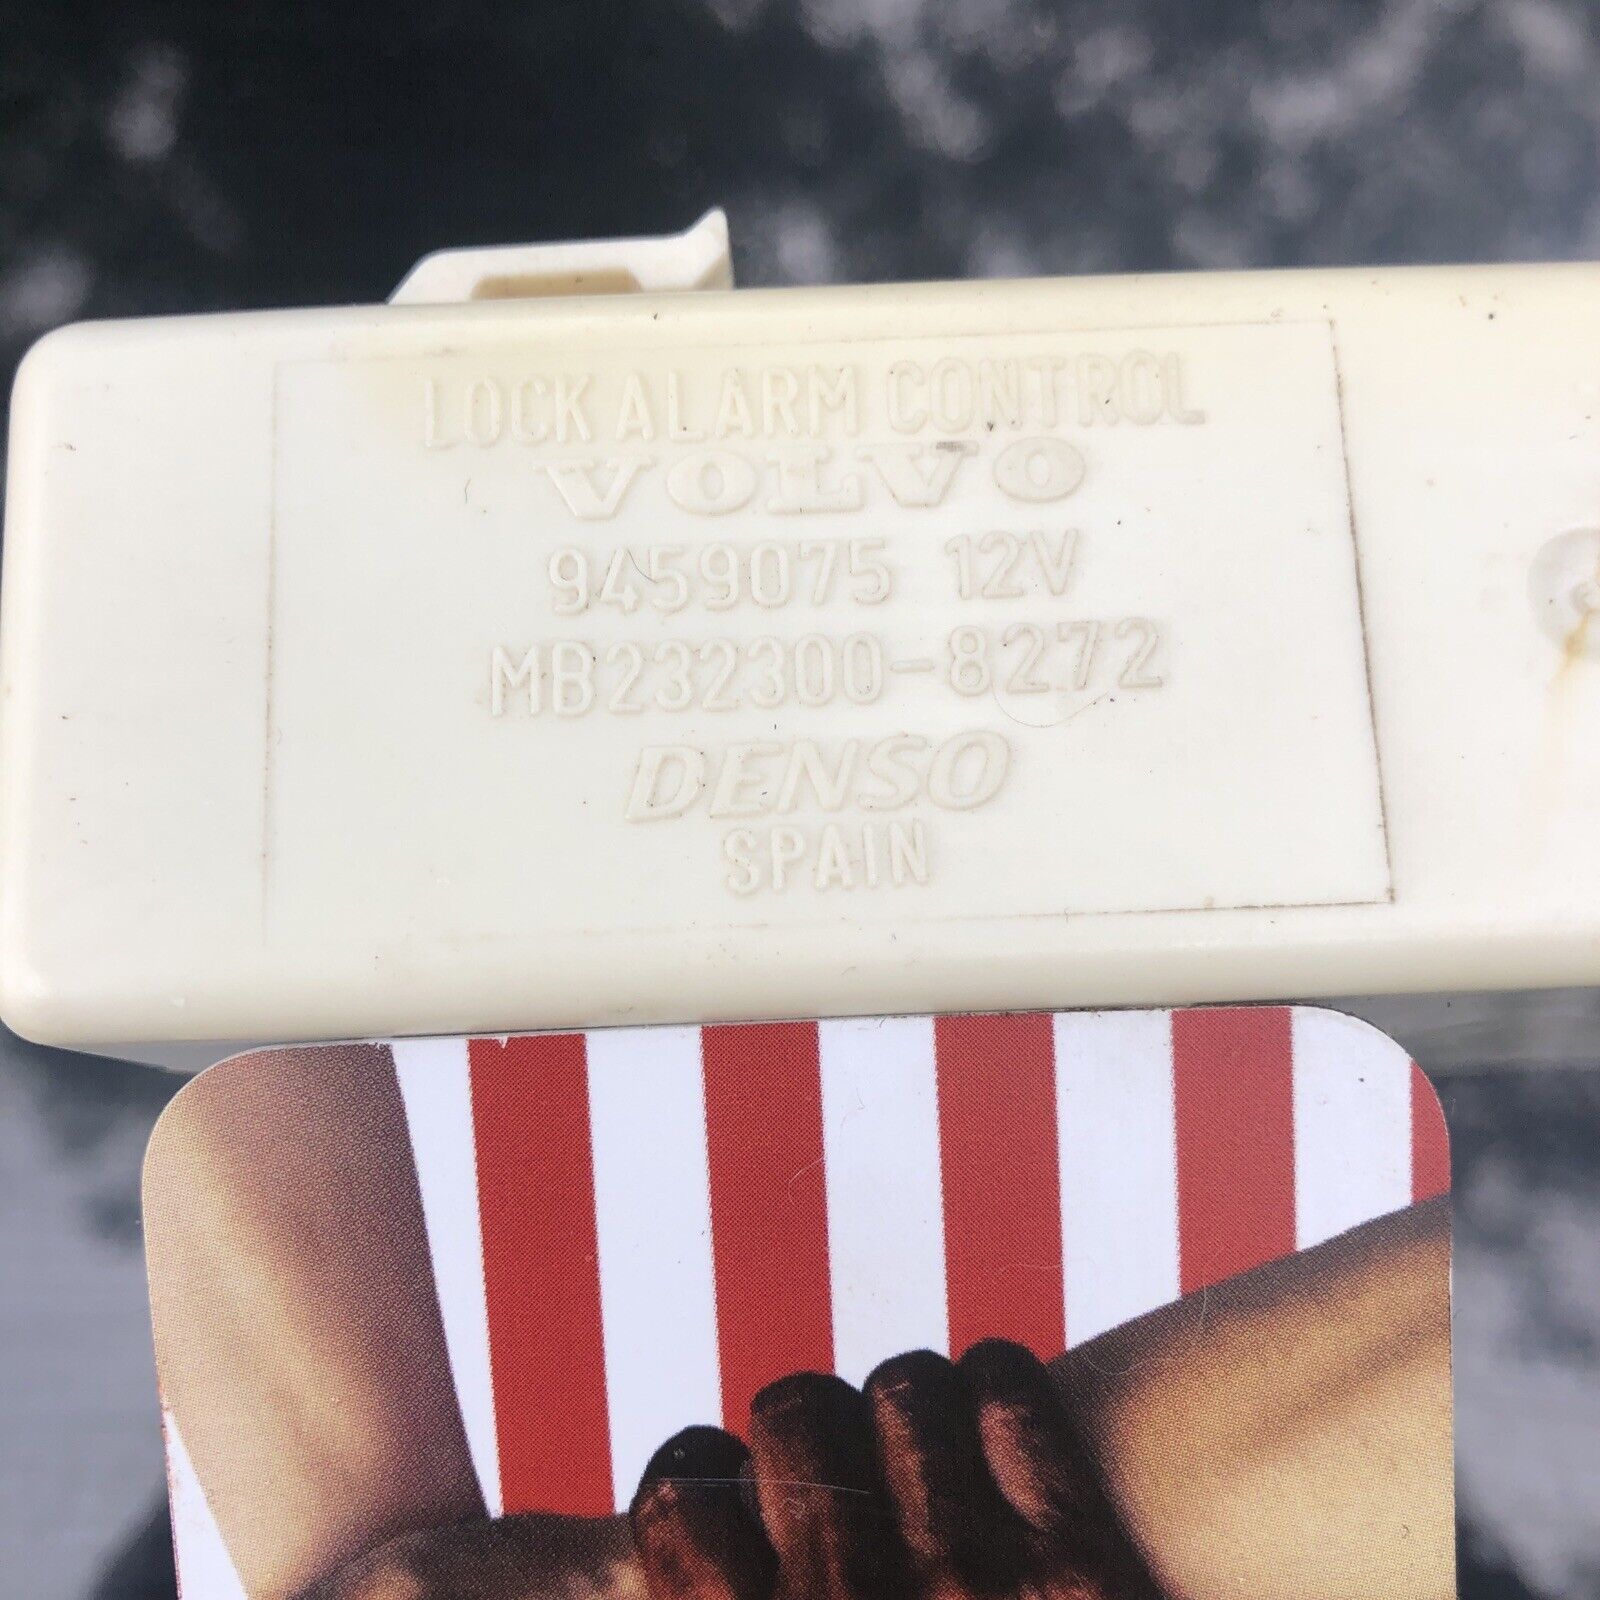 LOCK ALARM CONTROL
VOLVO
9459075 12V
MB232300-8272
DENSO
SPAIN